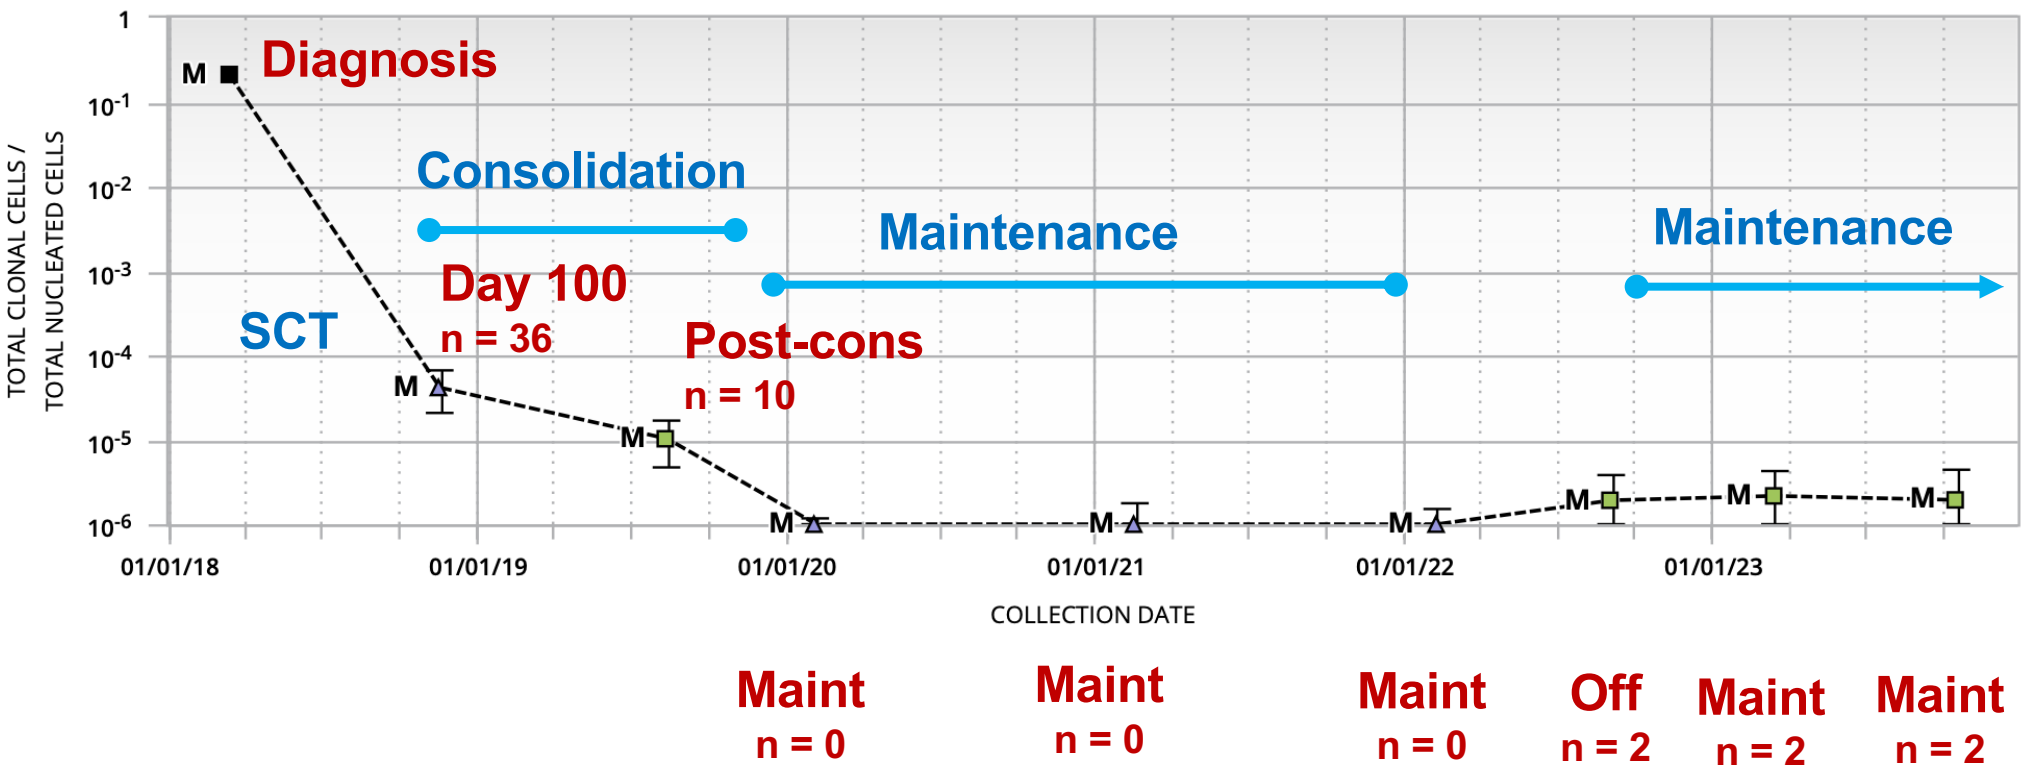 1
10-1
10-2
10-3
10-4
10-5
10-6
TOTAL CLONAL CELLS /
TOTAL NUCLEATED CELLS
M
Diagnosis
Consolidation
Maintenance
Maintenance
Day 100
n = 36
SCT
Post-cons
n = 10
M
M
M
M
M
M
M
M
01/01/18
01/01/19
01/01/20
01/01/21
01/01/22
01/01/23
COLLECTION DATE
Maint
n = 0
Maint
n = 0
Maint
n = 0
Off
n = 2
Maint
n = 2
Maint
n = 2